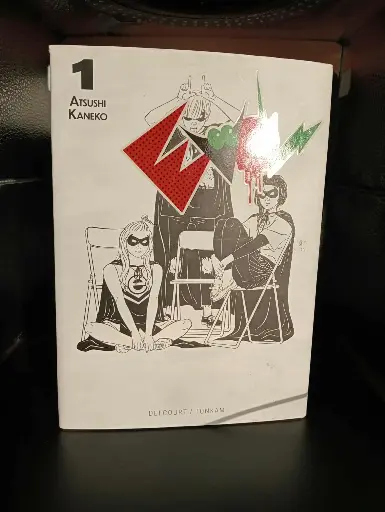 1
ATSUSHI
KANEKO
DELCOURT / TONKAM